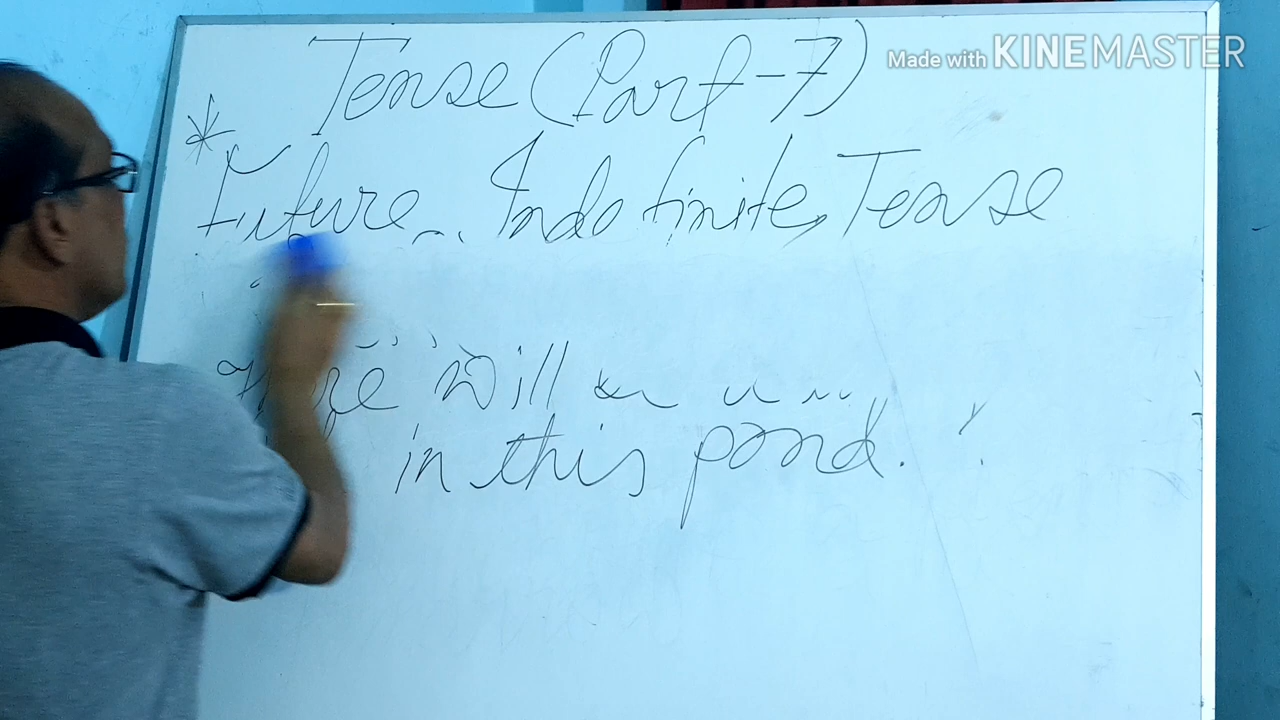 Made with KINEMASTER
Tense (Part-7)
* Future Indefinite Tense
will
in this pond.